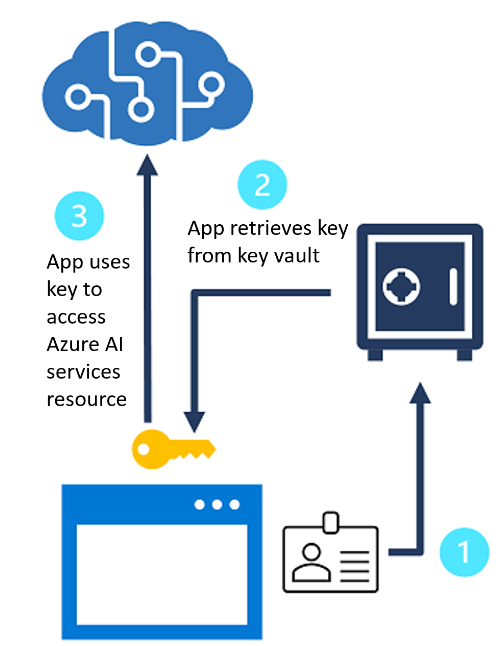 1
2
App retrieves key
from key vault
3
App uses
key to
access
Azure AI
services
resource